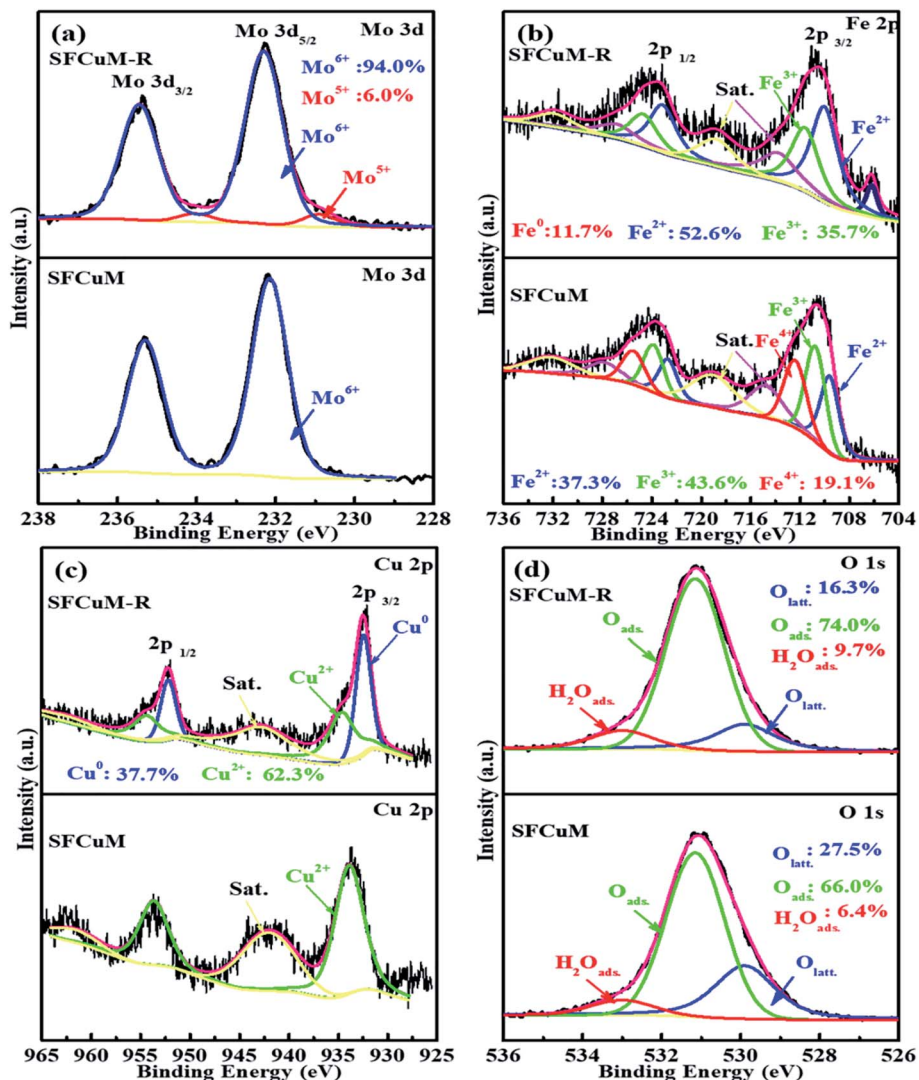 (a)
Mo 3d5/2
Mo 3d
SFCuM-R
Mo6+:94.0%
Mo 3d3/2
Mo5+:6.0%
Mo6+
Mo5+
SFCuM
Mo 3d
Mo6+
238 236 234 232 230 228
Binding Energy (eV)
Intensity (a.u.)
(b)
Fe 2p
SFCuM-R
2p 1/2
2p 3/2
Sat.
Fe3+
Fe2+
Fe0:11.7% Fe2+:52.6% Fe3+:35.7%
SFCuM
Fe3+
Sat.
Fe4+
Fe2+
Fe2+:37.3% Fe3+:43.6% Fe4+:19.1%
736 732 728 724 720 716 712 708 704
Binding Energy (eV)
Intensity (a.u.)
(c)
Cu 2p
SFCuM-R
2p 3/2
Cu0
2p 1/2
Cu2+
Sat.
Cu0: 37.7% Cu2+: 62.3%
Cu 2p
SFCuM
Cu2+
Sat.
965 960 955 950 945 940 935 930 925
Binding Energy (eV)
Intensity (a.u.)
(d)
O 1s
SFCuM-R
Olatt.: 16.3%
Oads.: 74.0%
H2Oads.: 9.7%
Oads.
H2Oads.
Olatt.
O 1s
SFCuM
Olatt.: 27.5%
Oads.: 66.0%
H2Oads.: 6.4%
Oads.
H2Oads.
Olatt.
536 534 532 530 528 526
Binding Energy (eV)
Intensity (a.u.)